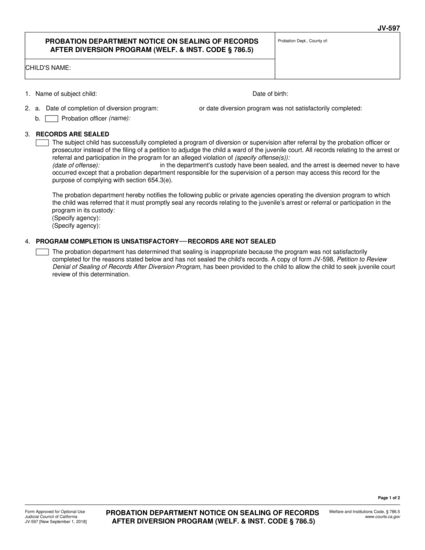 JV-597
PROBATION DEPARTMENT NOTICE ON SEALING OF RECORDS
AFTER DIVERSION PROGRAM (WELF. & INST. CODE § 786.5)
Probation Dept., County of:
CHILD'S NAME:
1. Name of subject child: Date of birth:
2. a. Date of completion of diversion program: or date diversion program was not satisfactorily completed:
b. Probation officer (name):
3. RECORDS ARE SEALED
The subject child has successfully completed a program of diversion or supervision after referral by the probation officer or
prosecutor instead of the filing of a petition to adjudge the child a ward of the juvenile court. All records relating to the arrest or
referral and participation in the program for an alleged violation of (specify offense(s)):
(date of offense): in the department's custody have been sealed, and the arrest is deemed never to have
occurred except that a probation department responsible for the supervision of a person may access this record for the
purpose of complying with section 654.3(e).
The probation department hereby notifies the following public or private agencies operating the diversion program to which
the child was referred that it must promptly seal any records relating to the juvenile's arrest or referral or participation in the
program in its custody:
(Specify agency):
(Specify agency):
4. PROGRAM COMPLETION IS UNSATISFACTORY—RECORDS ARE NOT SEALED
The probation department has determined that sealing is inappropriate because the program was not satisfactorily
completed for the reasons stated below and has not sealed the child's records. A copy of form JV-598, Petition to Review
Denial of Sealing of Records After Diversion Program, has been provided to the child to allow the child to seek juvenile court
review of this determination.
Page 1 of 2
Form Approved for Optional Use
Judicial Council of California
JV-597 [New September 1, 2018]
PROBATION DEPARTMENT NOTICE ON SEALING OF RECORDS
AFTER DIVERSION PROGRAM (WELF. & INST. CODE § 786.5)
Welfare and Institutions Code, § 786.5
www.courts.ca.gov